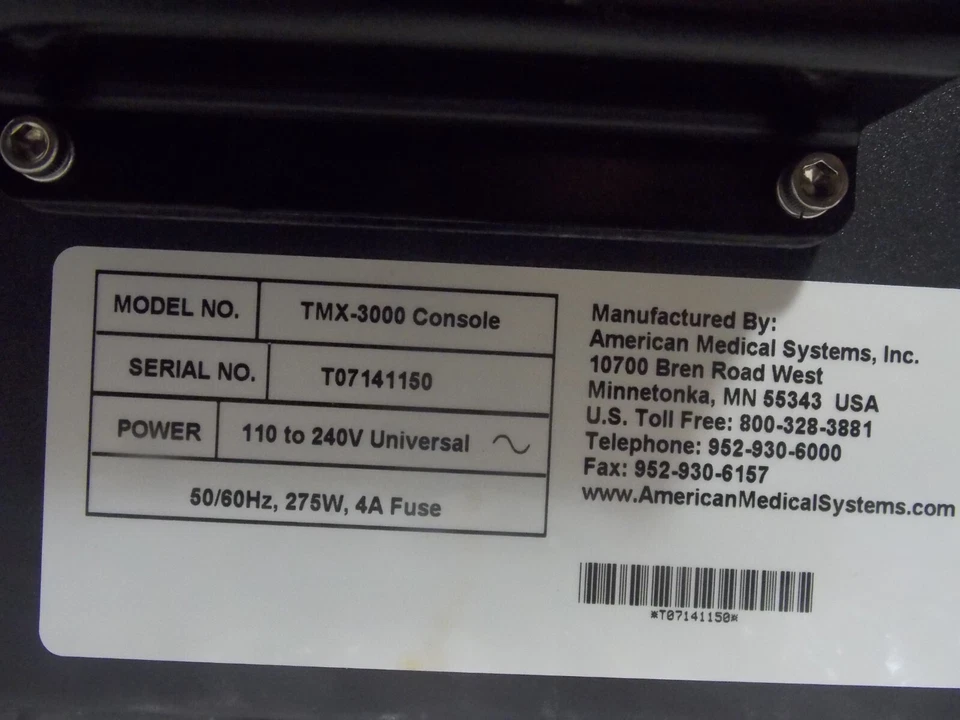 MODEL NO. TMX-3000 Console
SERIAL NO. T07141150
POWER 110 to 240V Universal
50/60Hz, 275W, 4A Fuse
Manufactured By:
American Medical Systems, Inc.
10700 Bren Road West
Minnetonka, MN 55343 USA
U.S. Toll Free: 800-328-3881
Telephone: 952-930-6000
Fax: 952-930-6157
www.AmericanMedicalSystems.com
*T07141150*